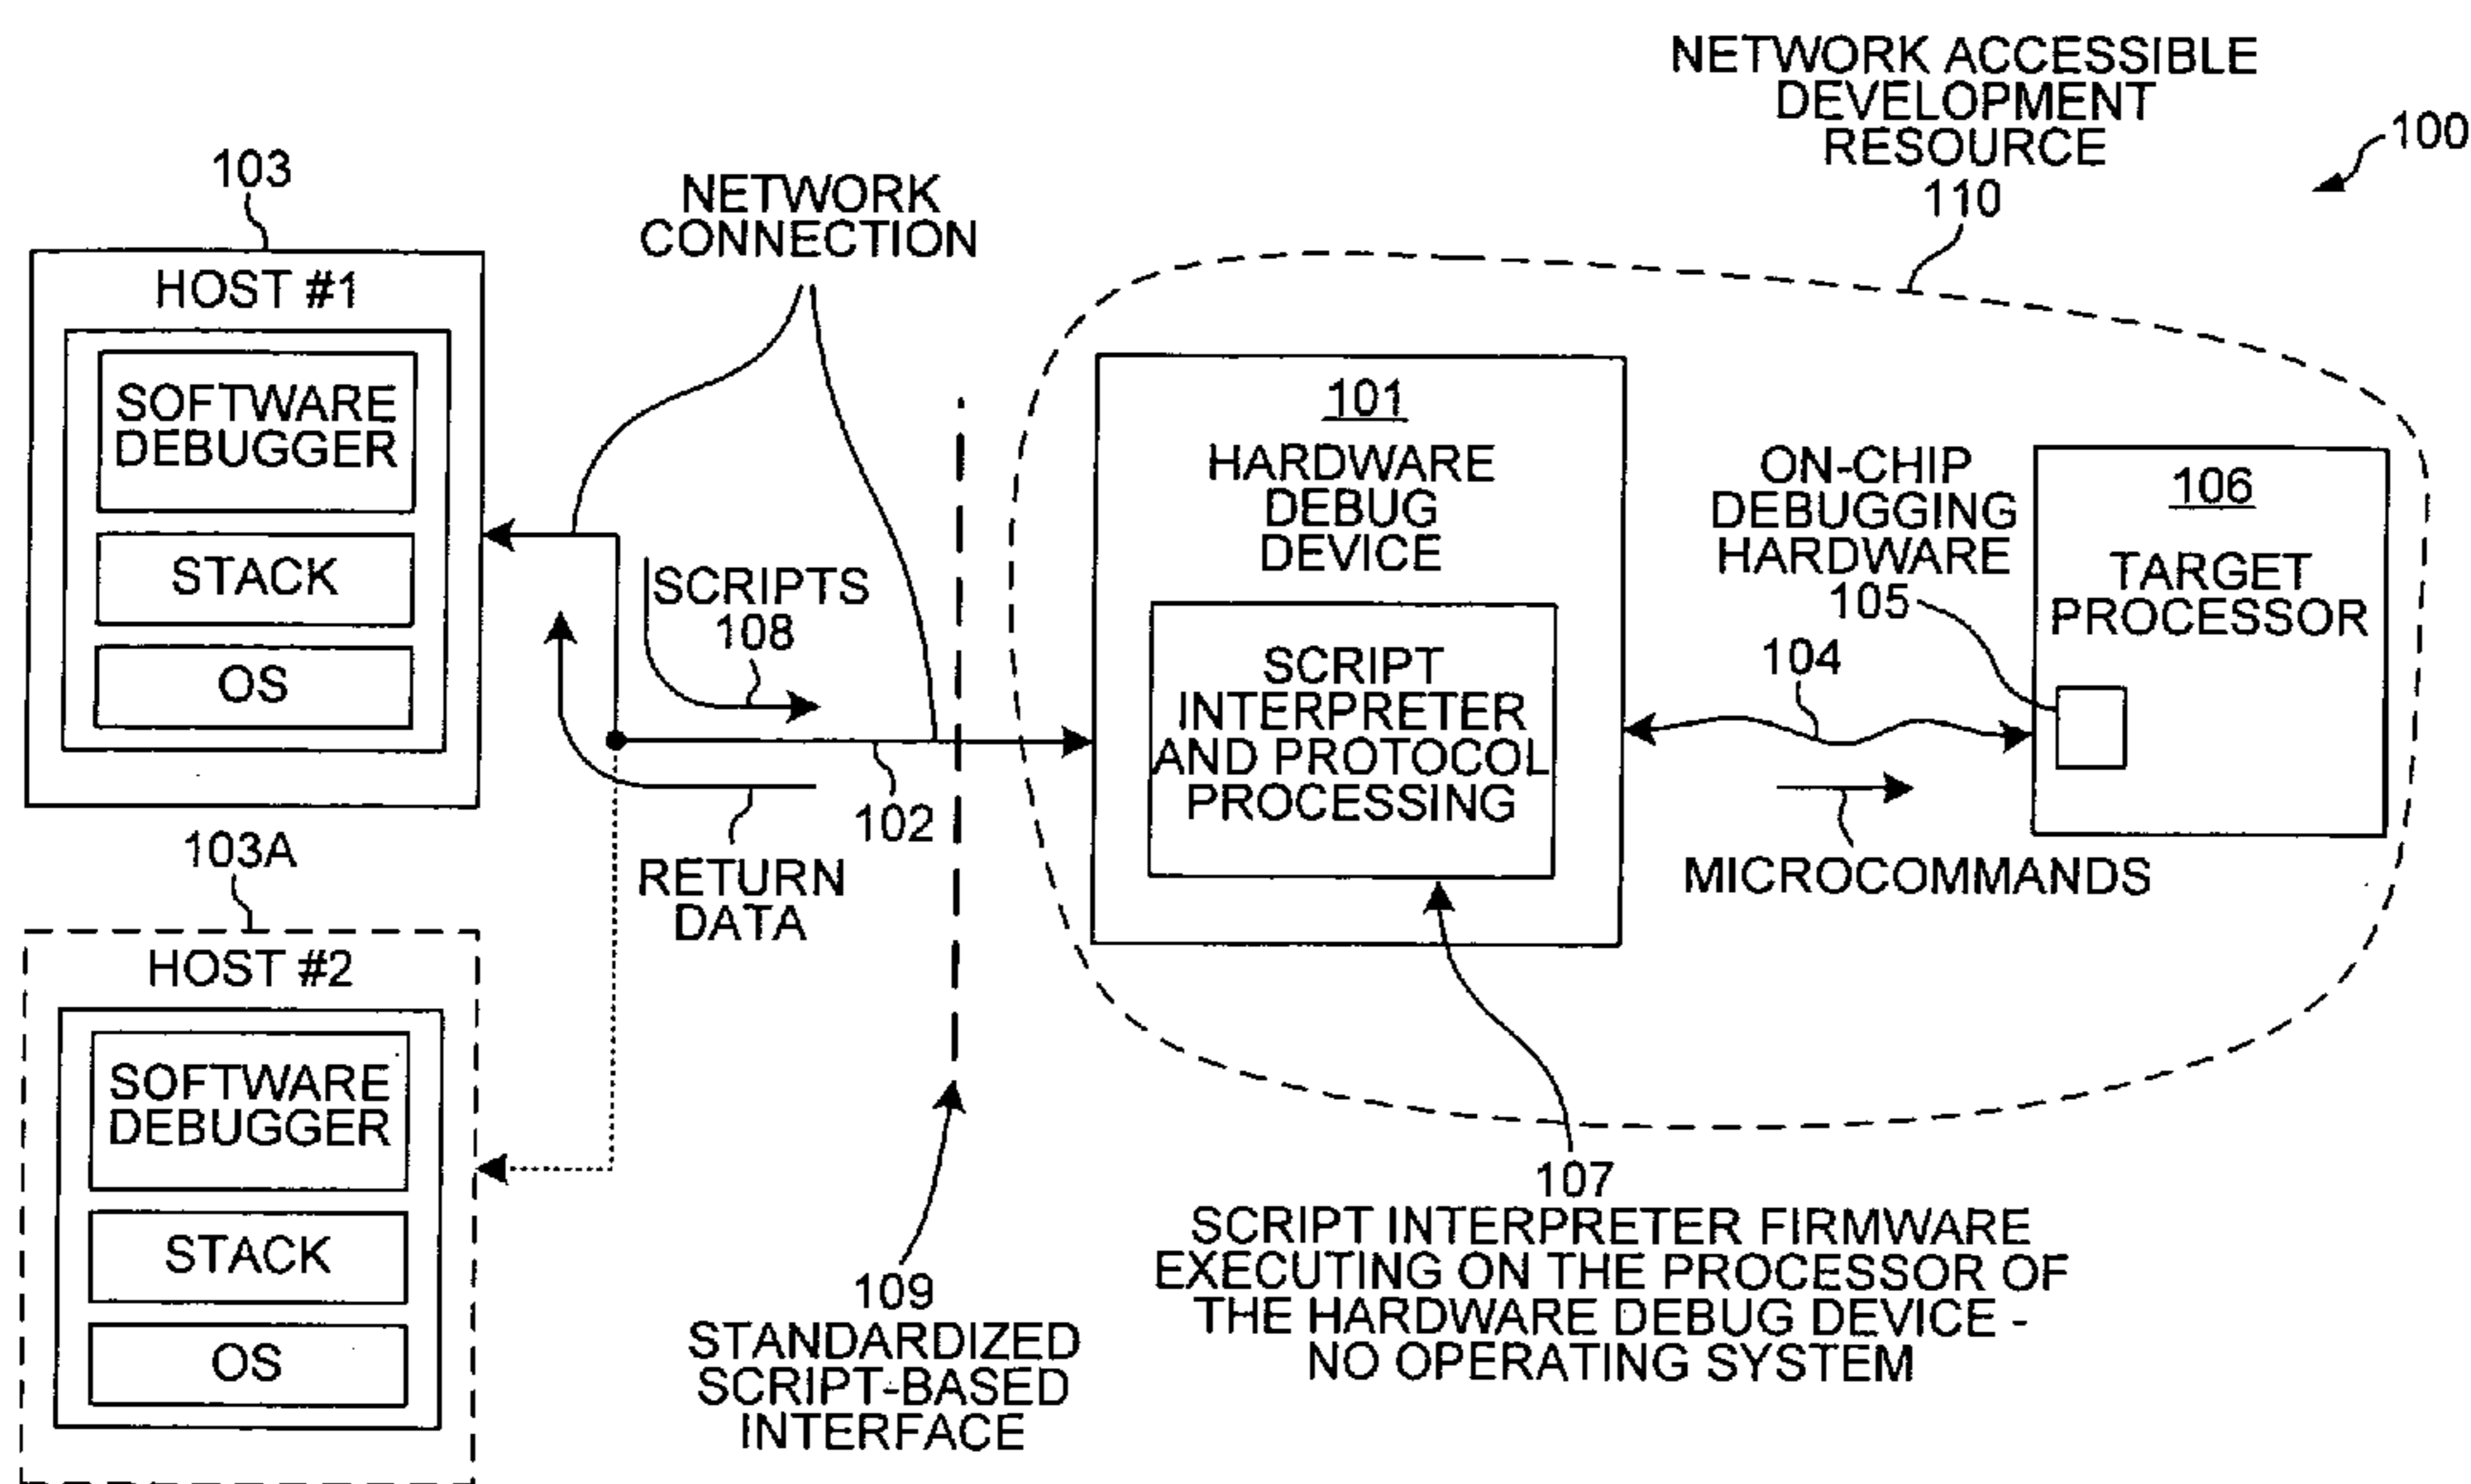 NETWORK ACCESSIBLE
DEVELOPMENT
RESOURCE
110
100
103
NETWORK
CONNECTION
HOST #1
SOFTWARE
DEBUGGER
STACK
OS
SCRIPTS
108
102
RETURN
DATA
101
HARDWARE
DEBUG
DEVICE
SCRIPT
INTERPRETER
AND PROTOCOL
PROCESSING
ON-CHIP
DEBUGGING
HARDWARE
105
104
MICROCOMMANDS
106
TARGET
PROCESSOR
103A
HOST #2
SOFTWARE
DEBUGGER
STACK
OS
109
STANDARDIZED
SCRIPT-BASED
INTERFACE
107
SCRIPT INTERPRETER FIRMWARE
EXECUTING ON THE PROCESSOR OF
THE HARDWARE DEBUG DEVICE -
NO OPERATING SYSTEM